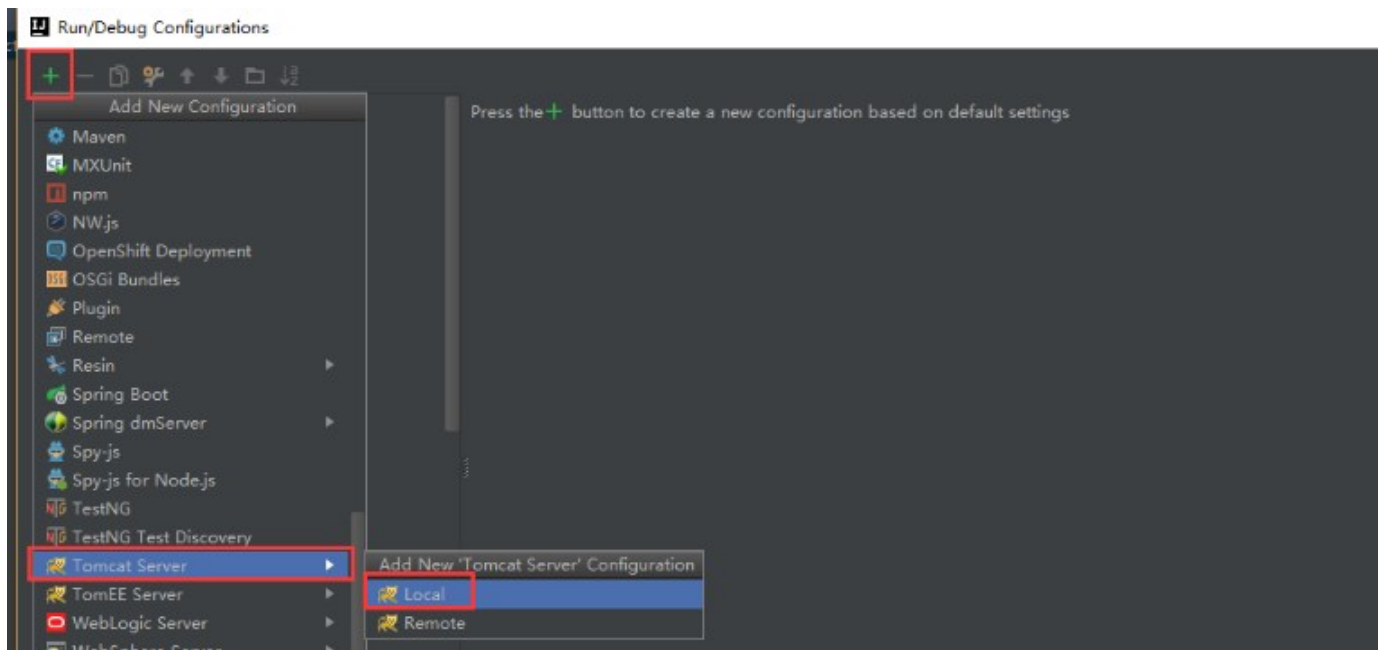 Run/Debug Configurations
Add New Configuration
Press the + button to create a new configuration based on default settings
Maven
MXUnit
npm
NW.js
OpenShift Deployment
OSGi Bundles
Plugin
Remote
Resin
Spring Boot
Spring dmServer
Spy-js
Spy-js for Node.js
TestNG
TestNG Test Discovery
Tomcat Server
Add New 'Tomcat Server' Configuration
TomEE Server
Local
WebLogic Server
Remote
WebSphere Server